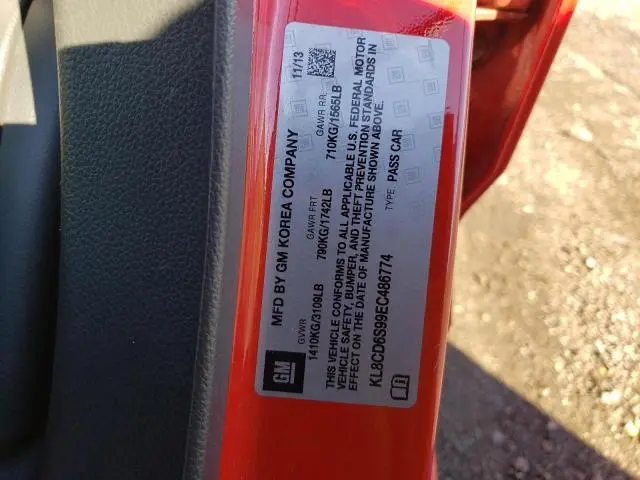 GM
MFD BY GM KOREA COMPANY 11/13
GVWR GAWR FRT GAWR RR
1410KG/3109LB 790KG/1742LB 710KG/1565LB
THIS VEHICLE CONFORMS TO ALL APPLICABLE U.S. FEDERAL MOTOR
VEHICLE SAFETY, BUMPER, AND THEFT PREVENTION STANDARDS IN
EFFECT ON THE DATE OF MANUFACTURE SHOWN ABOVE.
KL8CD6S99EC486774 TYPE: PASS CAR